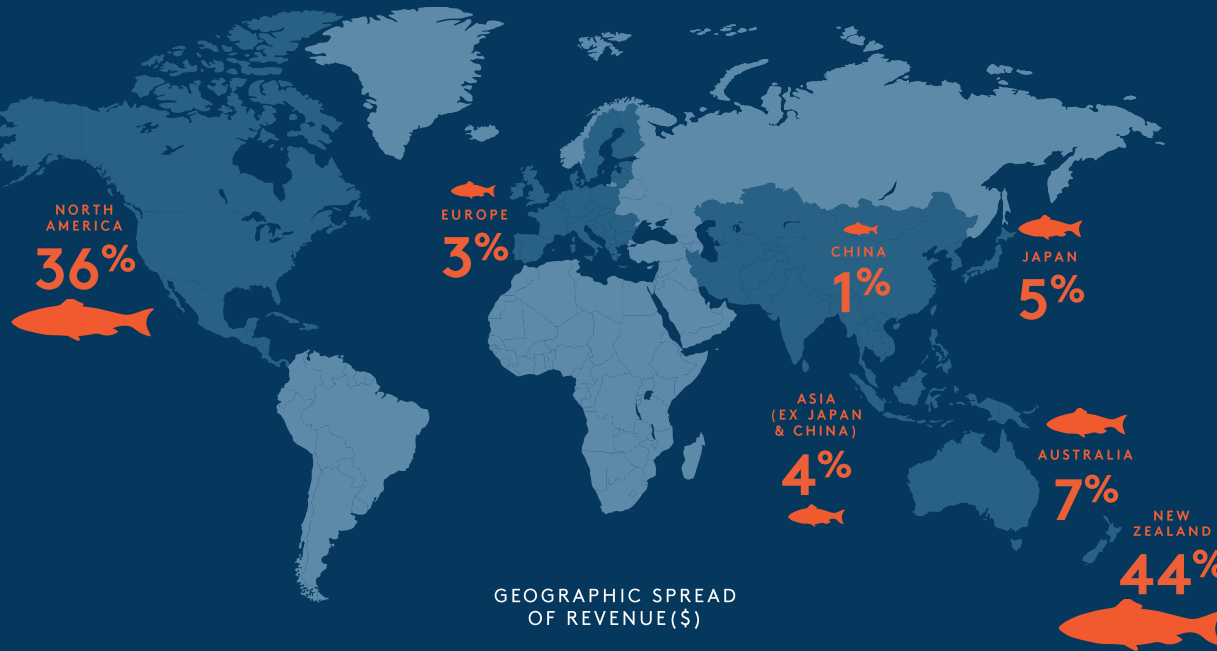 NORTH
AMERICA
36%
EUROPE
3%
CHINA
1%
JAPAN
5%
ASIA
(EX JAPAN
& CHINA)
4%
AUSTRALIA
7%
NEW
ZEALAND
44%
GEOGRAPHIC SPREAD
OF REVENUE($)